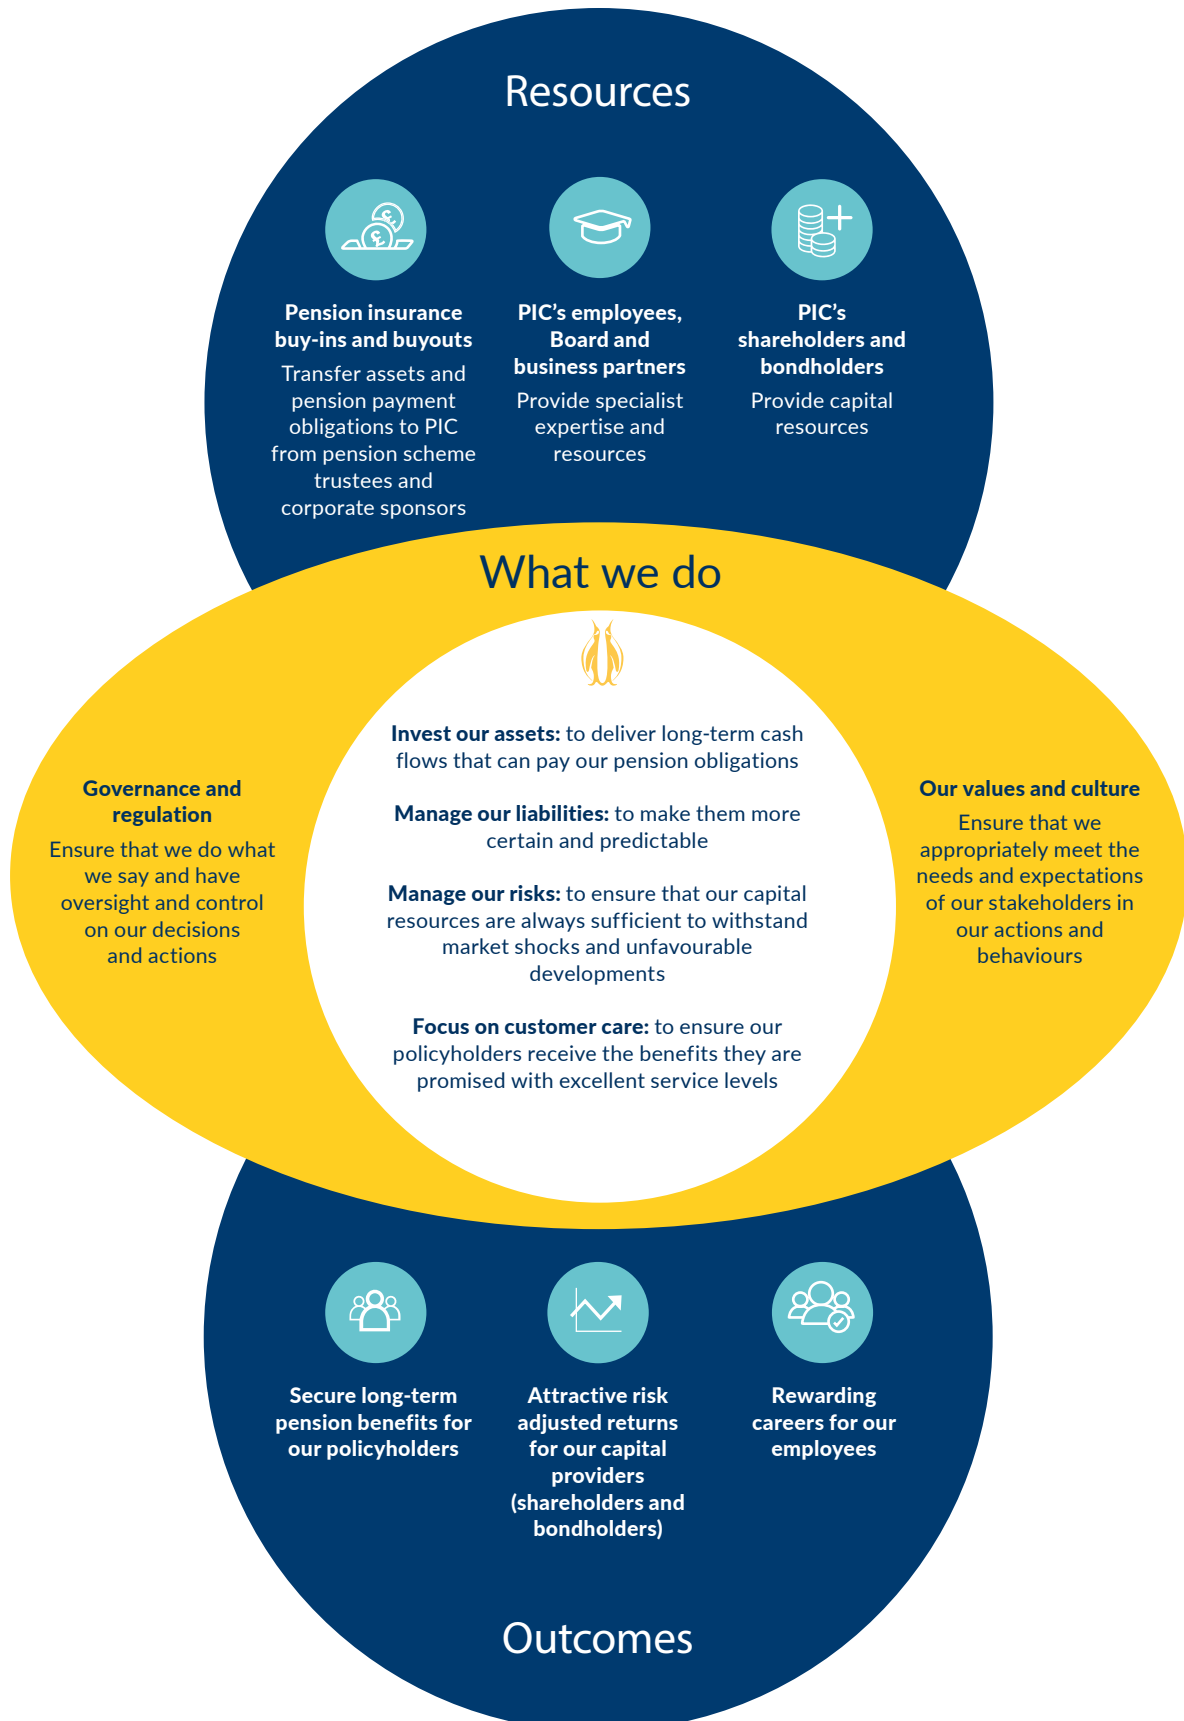 Resources
Pension insurance
buy-ins and buyouts
Transfer assets and
pension payment
obligations to PIC
from pension scheme
trustees and
corporate sponsors
PIC’s employees,
Board and
business partners
Provide specialist
expertise and
resources
PIC’s
shareholders and
bondholders
Provide capital
resources
What we do
Governance and
regulation
Ensure that we do what
we say and have
oversight and control
on our decisions
and actions
Invest our assets: to deliver long-term cash
flows that can pay our pension obligations
Manage our liabilities: to make them more
certain and predictable
Manage our risks: to ensure that our capital
resources are always sufficient to withstand
market shocks and unfavourable
developments
Focus on customer care: to ensure our
policyholders receive the benefits they are
promised with excellent service levels
Our values and culture
Ensure that we
appropriately meet the
needs and expectations
of our stakeholders in
our actions and
behaviours
Secure long-term
pension benefits for
our policyholders
Attractive risk
adjusted returns
for our capital
providers
(shareholders and
bondholders)
Rewarding
careers for our
employees
Outcomes